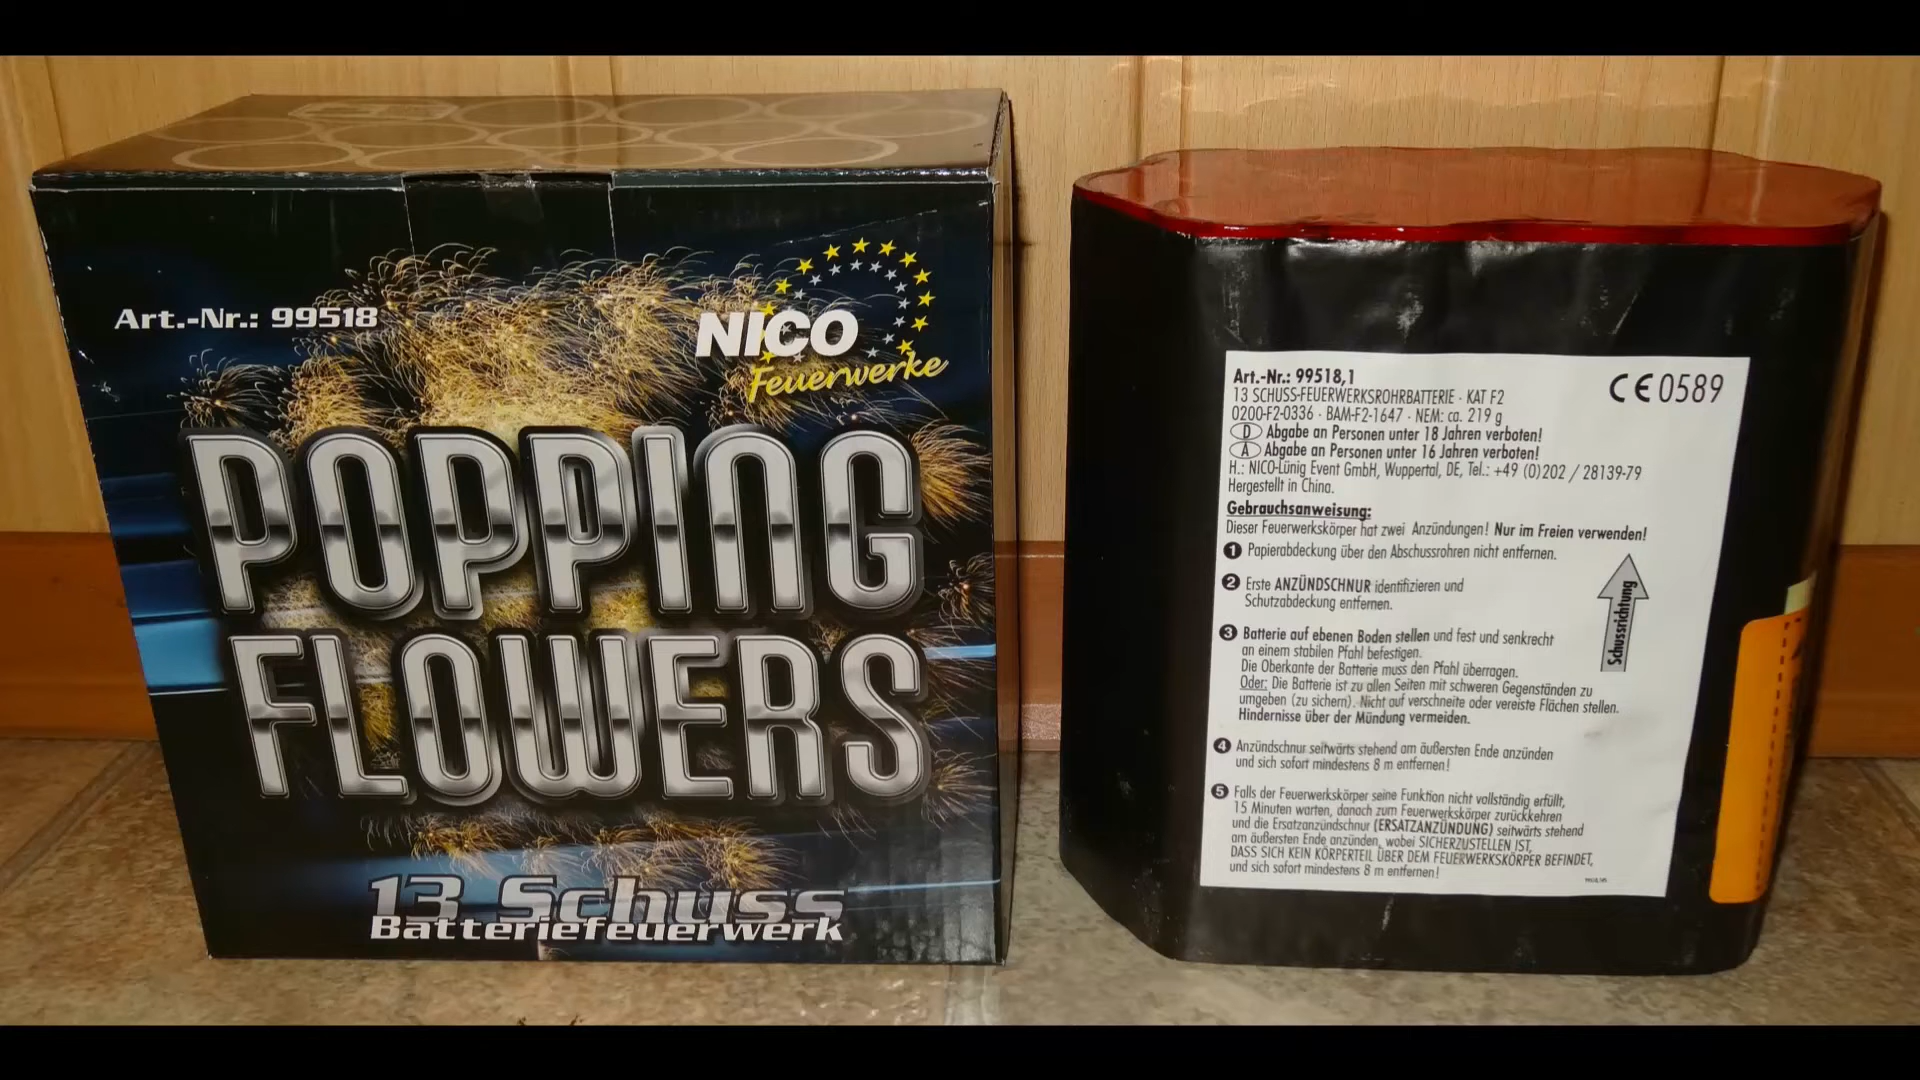 Art.-Nr.: 99518
NICO
Feuerwerke
POPPING
FLOWERS
13 Schuss
Batteriefeuerwerk
Art.-Nr.: 99518,1
CE 0589
13 SCHUSS-FEUERWERKSROHRBATTERIE · KAT F2
0200-F2-0336 · BAM-F2-1647 · NEM: ca. 219 g
D Abgabe an Personen unter 18 Jahren verboten!
A Abgabe an Personen unter 16 Jahren verboten!
H.: NICO-Lünig Event GmbH, Wuppertal, DE, Tel.: +49 (0)202 / 28139-79
Hergestellt in China.
Gebrauchsanweisung:
Dieser Feuerwerkskörper hat zwei Anzündungen! Nur im Freien verwenden!
1 Papierabdeckung über den Abschussrohren nicht entfernen.
2 Erste ANZÜNDSCHNUR identifizieren und
Schutzabdeckung entfernen.
Schussrichtung
3 Batterie auf ebenen Boden stellen und fest und senkrecht
an einem stabilen Pfahl befestigen.
Die Oberkante der Batterie muss den Pfahl überragen.
Oder: Die Batterie ist zu allen Seiten mit schweren Gegenständen zu
umgeben (zu sichern). Nicht auf verschneite oder vereiste Flächen stellen.
Hindernisse über der Mündung vermeiden.
4 Anzündschnur seitwärts stehend am äußersten Ende anzünden
und sich sofort mindestens 8 m entfernen!
5 Falls der Feuerwerkskörper seine Funktion nicht vollständig erfüllt,
15 Minuten warten, danach zum Feuerwerkskörper zurückkehren
und die Ersatzanzündschnur (ERSATZANZÜNDUNG) seitwärts stehend
am äußersten Ende anzünden, wobei SICHERZUSTELLEN IST,
DASS SICH KEIN KÖRPERTEIL ÜBER DEM FEUERWERKSKÖRPER BEFINDET,
und sich sofort mindestens 8 m entfernen!